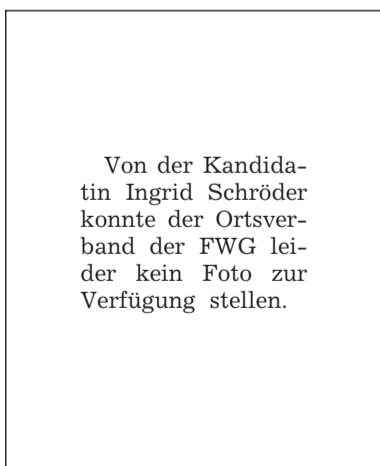 Von der Kandida-
tin Ingrid Schröder
konnte der Ortsver-
band der FWG lei-
der kein Foto zur
Verfügung stellen.